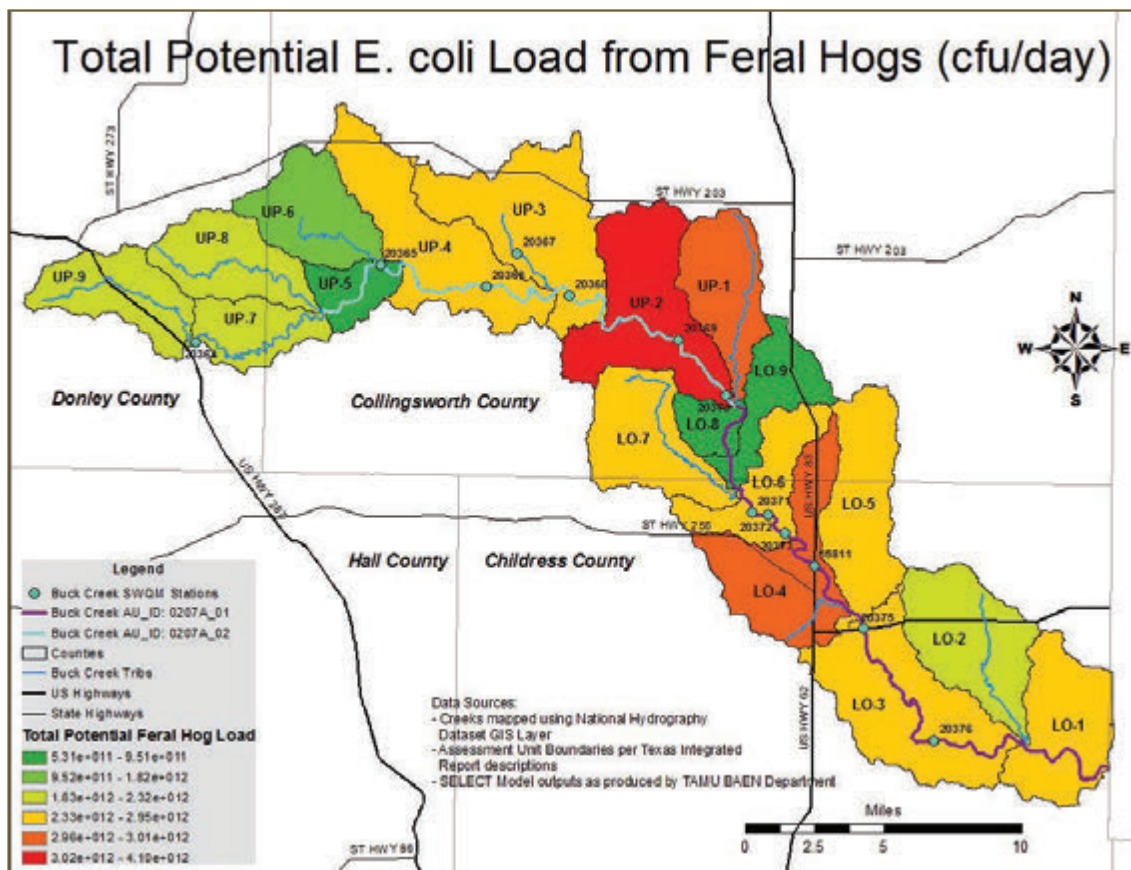 Total Potential E. coli Load from Feral Hogs (cfu/day)
ST HWY 273
US HWY 83
ST HWY 203
ST HWY 203
UP-6
UP-3
UP-8
20367
UP-4
20365
UP-1
UP-9
UP-5
20366
20368
UP-2
UP-7
20369
20364
LO-9
N
W
E
S
Donley County
Collingsworth County
LO-8
LO-7
US HWY 287
LO-6
US HWY 83
LO-5
20371
20372
ST HWY 256
Hall County
Childress County
LO-4
20375
LO-2
LO-3
LO-1
20376
US HWY 62
ST HWY 86
Legend
Buck Creek SWQM Stations
Buck Creek AU_ID: 0207A_01
Buck Creek AU_ID: 0207A_02
Counties
Buck Creek Tribs
US Highways
State Highways
Total Potential Feral Hog Load
5.31e+011 - 9.51e+011
9.52e+011 - 1.82e+012
1.83e+012 - 2.32e+012
2.33e+012 - 2.95e+012
2.96e+012 - 3.01e+012
3.02e+012 - 4.10e+012
Data Sources:
- Creeks mapped using National Hydrography
Dataset GIS Layer
- Assessment Unit Boundaries per Texas Integrated
Report descriptions
- SELECT Model outputs as produced by TAMU BAEN Department
Miles
0 2.5 5 10